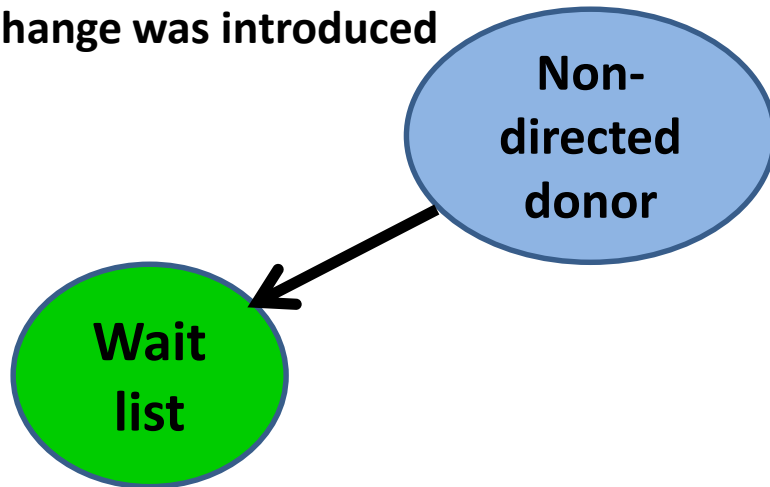 hange was introduced
Non-
directed
donor
Wait
list